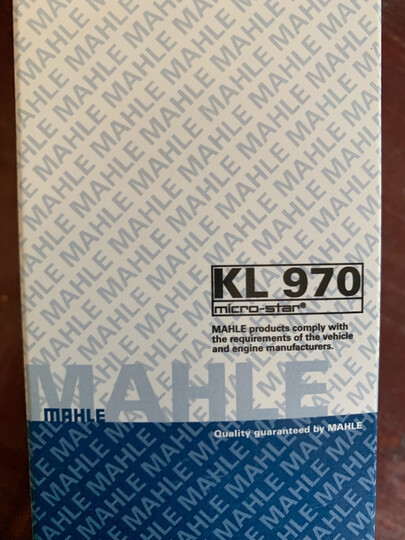 KL 970
micro-star®
MAHLE products comply with
the requirements of the vehicle
and engine manufacturers.
MAHLE
MAHLE
Quality guaranteed by MAHLE